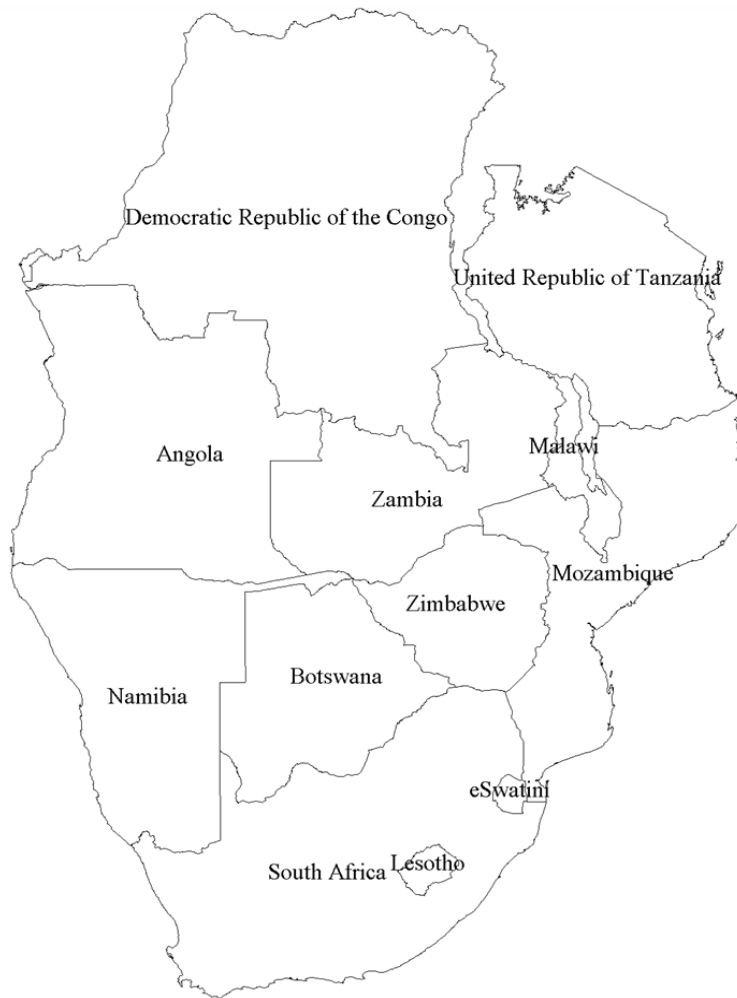 Democratic Republic of the Congo
United Republic of Tanzania
Angola
Malawi
Zambia
Mozambique
Zimbabwe
Botswana
Namibia
eSwatini
Lesotho
South Africa